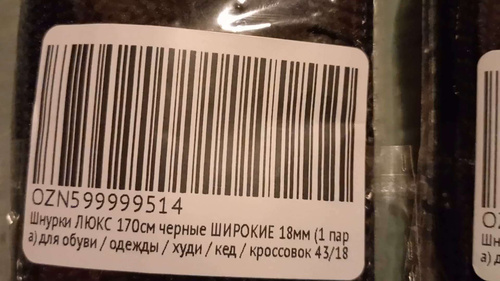 OZN599999514
Шнурки ЛЮКС 170см черные ШИРОКИЕ 18мм (1 пар
а) для обуви / одежды / худи / кед / кроссовок 43/18